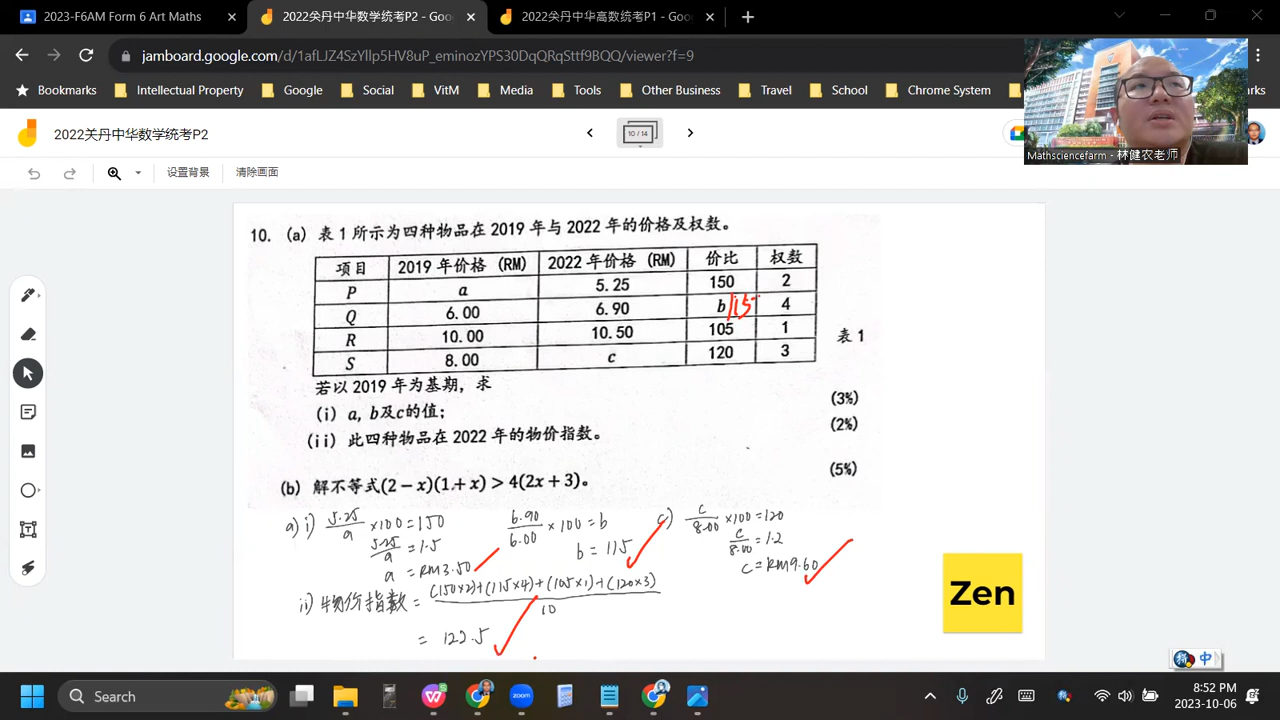 2023-F6AM Form 6 Art Maths
2022关丹中华数学统考P2 - Goo
2022关丹中华高数统考P1 - Goo
Bookmarks Intellectual Property Google Social VitM Media Tools Other Business Travel School Chrome System
Mathsciencefarm - 林健农老师
2022关丹中华数学统考P2
10 / 14
设置背景 清除画面
10. (a) 表 1 所示为四种物品在 2019 年与 2022 年的价格及权数。
项目 2019 年价格 (RM) 2022 年价格 (RM) 价比 权数
P a 5.25 150 2
Q 6.00 6.90 b 115 4
R 10.00 10.50 105 1
S 8.00 c 120 3
表 1
若以 2019 年为基期，求
(i) a, b及c的值； (3%)
(ii) 此四种物品在 2022 年的物价指数。 (2%)
(b) 解不等式(2 − x)(1 + x) > 4(2x + 3)。 (5%)
a) i) 5.25/a ×100 = 150
5.25/a = 1.5
a = RM3.50
6.90/6.00 × 100 = b
b = 115
c) c/8.00 ×100 = 120
c/8.00 = 1.2
c = RM9.60
ii) 物价指数 = (150×2)+(115×4)+(105×1)+(120×3)
10
= 122.5
Zen
中
Search
8:52 PM
2023-10-06